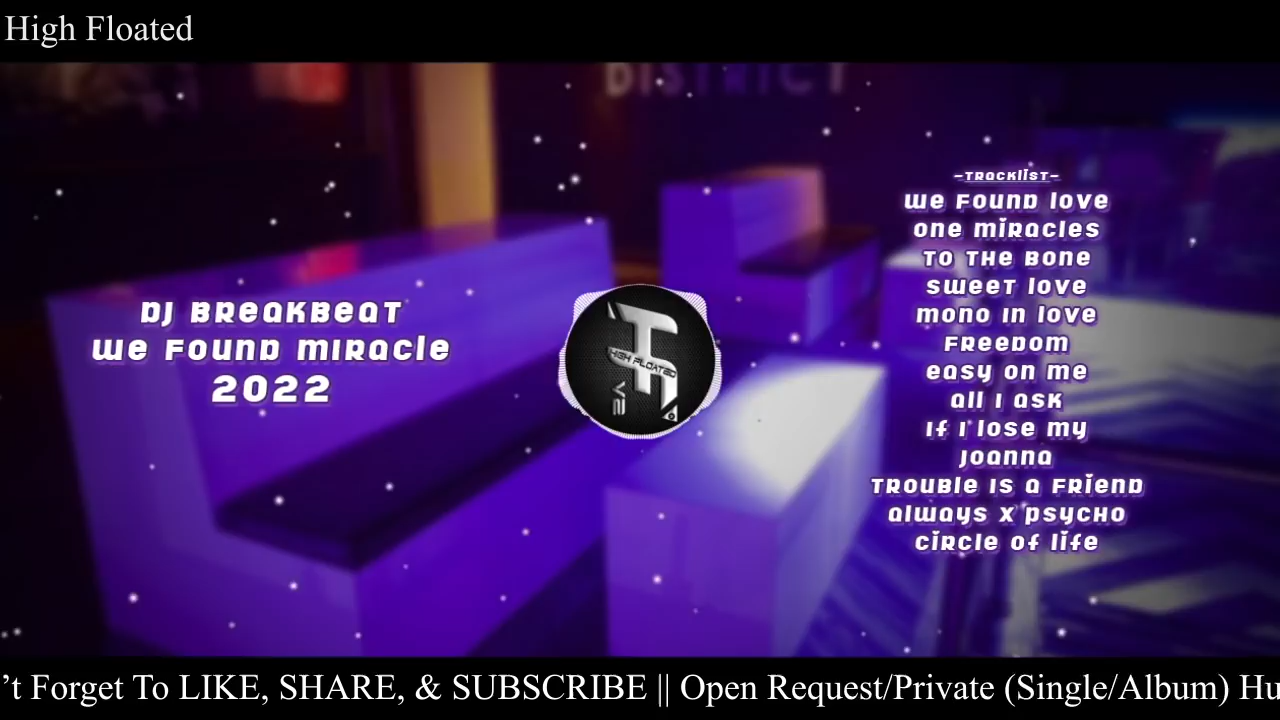 High Floated
DISTRICT
DJ BREAKBEAT
WE FOUND MIRACLE
2022
HIGH FLOATED
V2
-TRACKLIST-
WE FOUND LOVE
ONE MIRACLES
TO THE BONE
SWEET LOVE
MONO IN LOVE
FREEDOM
EASY ON ME
ALL I ASK
IF I LOSE MY
JOANNA
TROUBLE IS A FRIEND
ALWAYS X PSYCHO
CIRCLE OF LIFE
’t Forget To LIKE, SHARE, & SUBSCRIBE || Open Request/Private (Single/Album) Hu